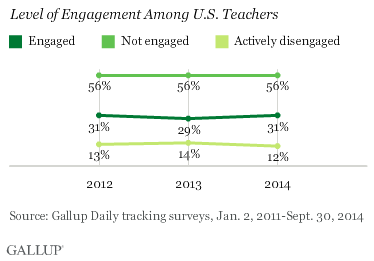 Level of Engagement Among U.S. Teachers
Engaged Not engaged Actively disengaged
56% 56% 56%
31% 29% 31%
13% 14% 12%
2012 2013 2014
Source: Gallup Daily tracking surveys, Jan. 2, 2011-Sept. 30, 2014
GALLUP®